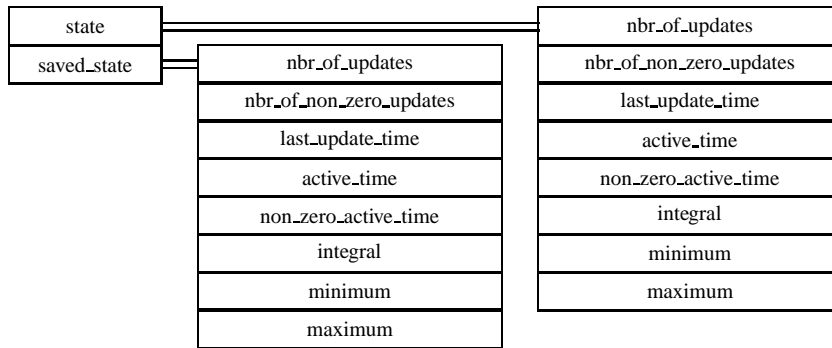 state
saved_state
nbr_of_updates
nbr_of_non_zero_updates
last_update_time
active_time
non_zero_active_time
integral
minimum
maximum
nbr_of_updates
nbr_of_non_zero_updates
last_update_time
active_time
non_zero_active_time
integral
minimum
maximum